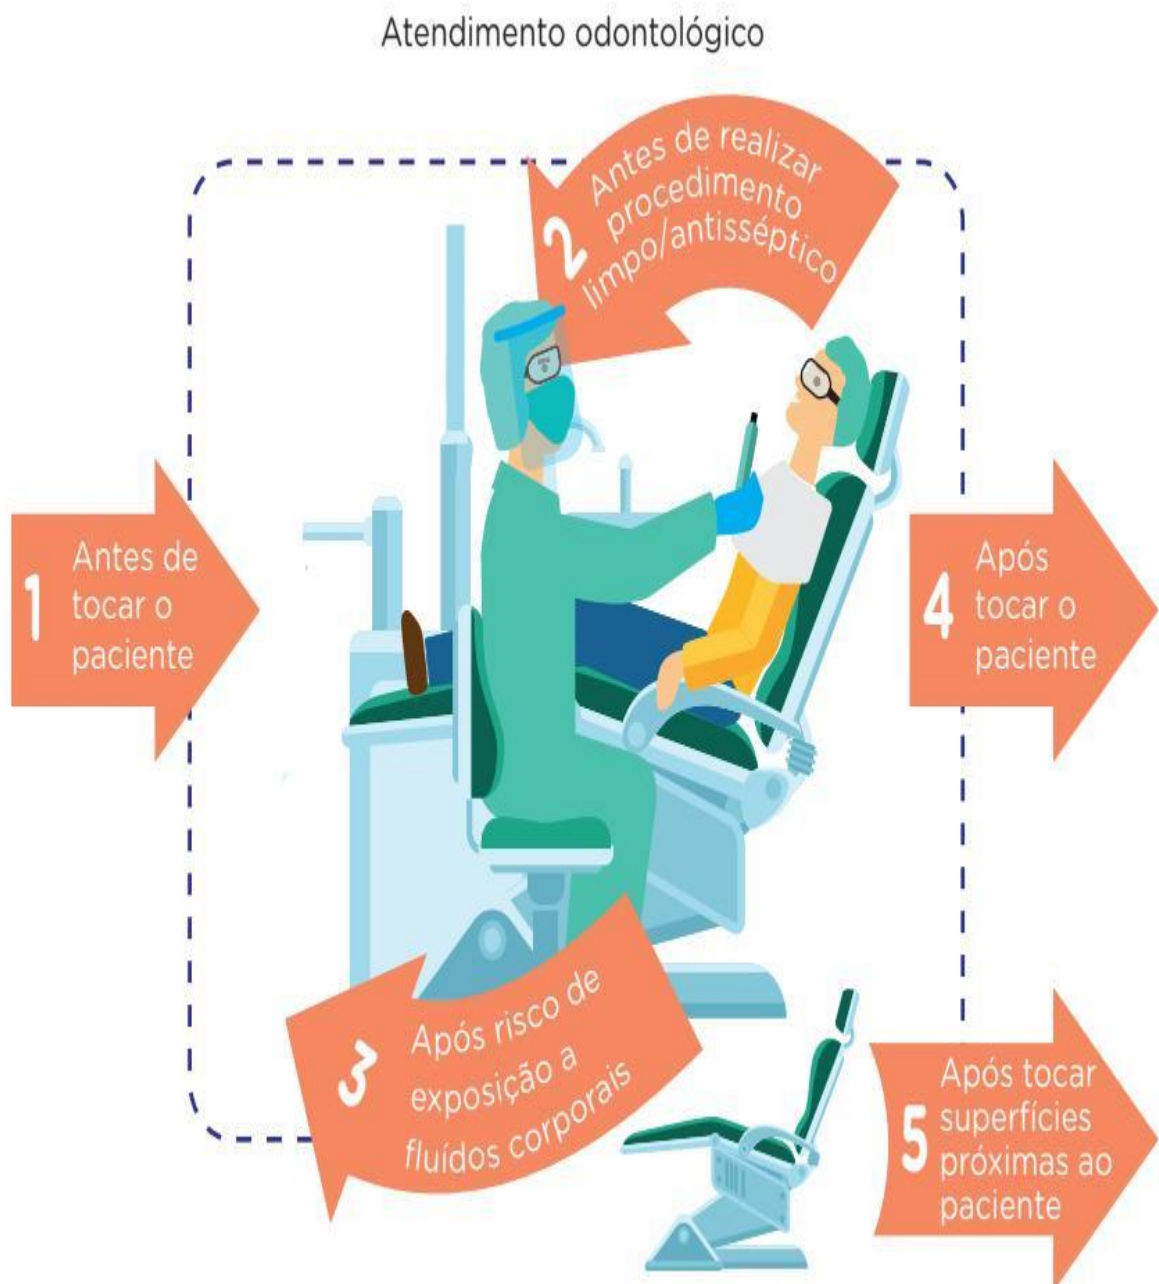 Atendimento odontológico
1
Antes de
tocar o
paciente
2
Antes de realizar
procedimento
limpo/antisséptico
3
Após risco de
exposição a
fluídos corporais
4
Após
tocar o
paciente
5
Após tocar
superfícies
próximas ao
paciente